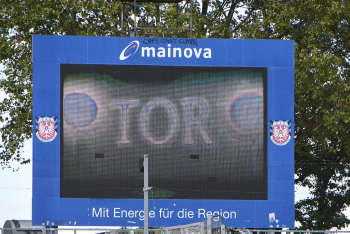 mainova
TOR
Mit Energie für die Region